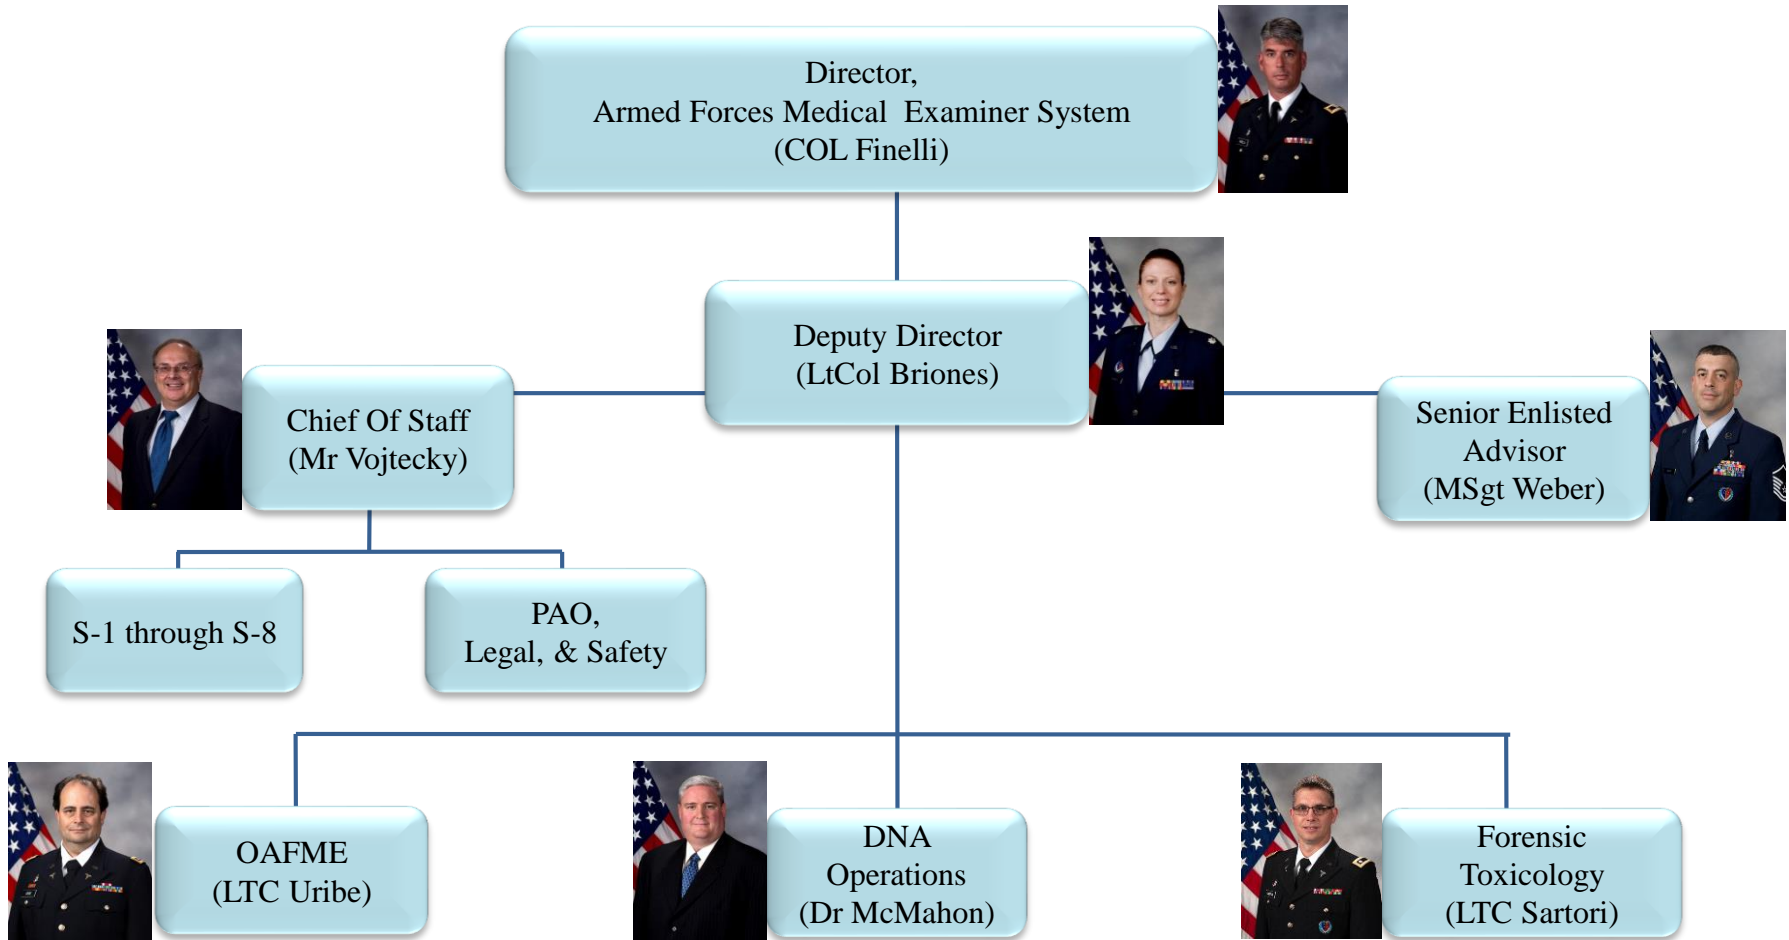 Director,
Armed Forces Medical Examiner System
(COL Finelli)
Deputy Director
(LtCol Briones)
Chief Of Staff
(Mr Vojtecky)
Senior Enlisted
Advisor
(MSgt Weber)
S-1 through S-8
PAO,
Legal, & Safety
OAFME
(LTC Uribe)
DNA
Operations
(Dr McMahon)
Forensic
Toxicology
(LTC Sartori)